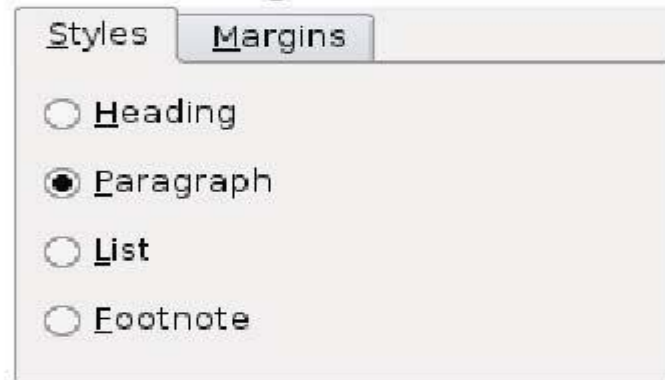 Styles Margins
Heading
Paragraph
List
Footnote